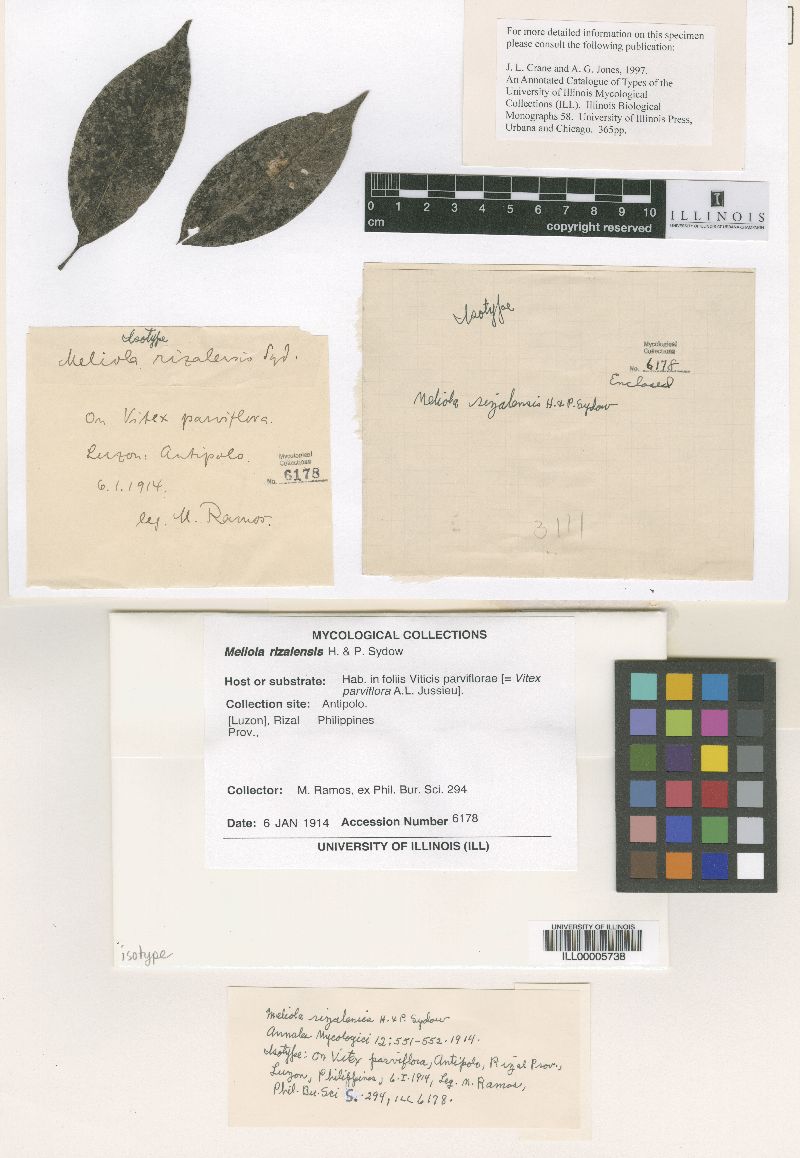 For more detailed information on this specimen
please consult the following publication:
J. L. Crane and A. G. Jones, 1997.
An Annotated Catalogue of Types of the
University of Illinois Mycological
Collections (ILL). Illinois Biological
Monographs 58. University of Illinois Press,
Urbana and Chicago. 365pp.
0 1 2 3 4 5 6 7 8 9 10
cm
copyright reserved
ILLINOIS
UNIVERSITY OF ILLINOIS AT URBANA-CHAMPAIGN
Isotype
Meliola rizalensis Syd.
On Vitex parviflora.
Luzon: Antipolo.
6.1.1914.
leg. M. Ramos.
Mycological
Collections
No. 6178
Isotype
Mycological
Collections
No. 6178
Enclosed
Meliola rizalensis H. & P. Sydow
3111
MYCOLOGICAL COLLECTIONS
Meliola rizalensis H. & P. Sydow
Host or substrate: Hab. in foliis Viticis parviflorae [= Vitex
parviflora A.L. Jussieu].
Collection site: Antipolo.
[Luzon], Rizal Philippines
Prov.,
Collector: M. Ramos, ex Phil. Bur. Sci. 294
Date: 6 JAN 1914 Accession Number 6178
UNIVERSITY OF ILLINOIS (ILL)
isotype
UNIVERSITY OF ILLINOIS
ILL00005738
Meliola rizalensis H. & P. Sydow
Annales Mycologici 12:551-552.1914.
Isotype: on Vitex parviflora, Antipolo, Rizal Prov.,
Luzon, Philippines, 6.I.1914, Leg. M. Ramos,
Phil. Bu. Sci S. 294, ILL 6178.